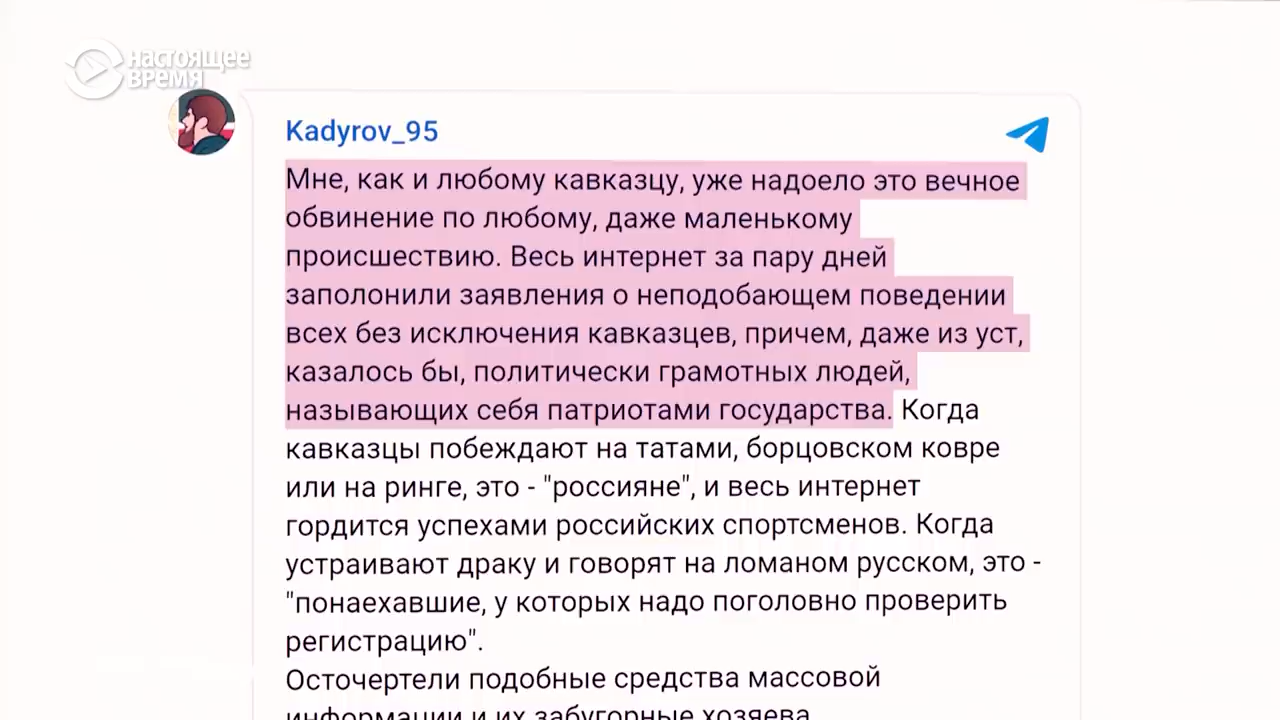 настоящее
время
Kadyrov_95
Мне, как и любому кавказцу, уже надоело это вечное
обвинение по любому, даже маленькому
происшествию. Весь интернет за пару дней
заполонили заявления о неподобающем поведении
всех без исключения кавказцев, причем, даже из уст,
казалось бы, политически грамотных людей,
называющих себя патриотами государства. Когда
кавказцы побеждают на татами, борцовском ковре
или на ринге, это - "россияне", и весь интернет
гордится успехами российских спортсменов. Когда
устраивают драку и говорят на ломаном русском, это -
"понаехавшие, у которых надо поголовно проверить
регистрацию".
Осточертели подобные средства массовой
информации и их забугорные хозяева